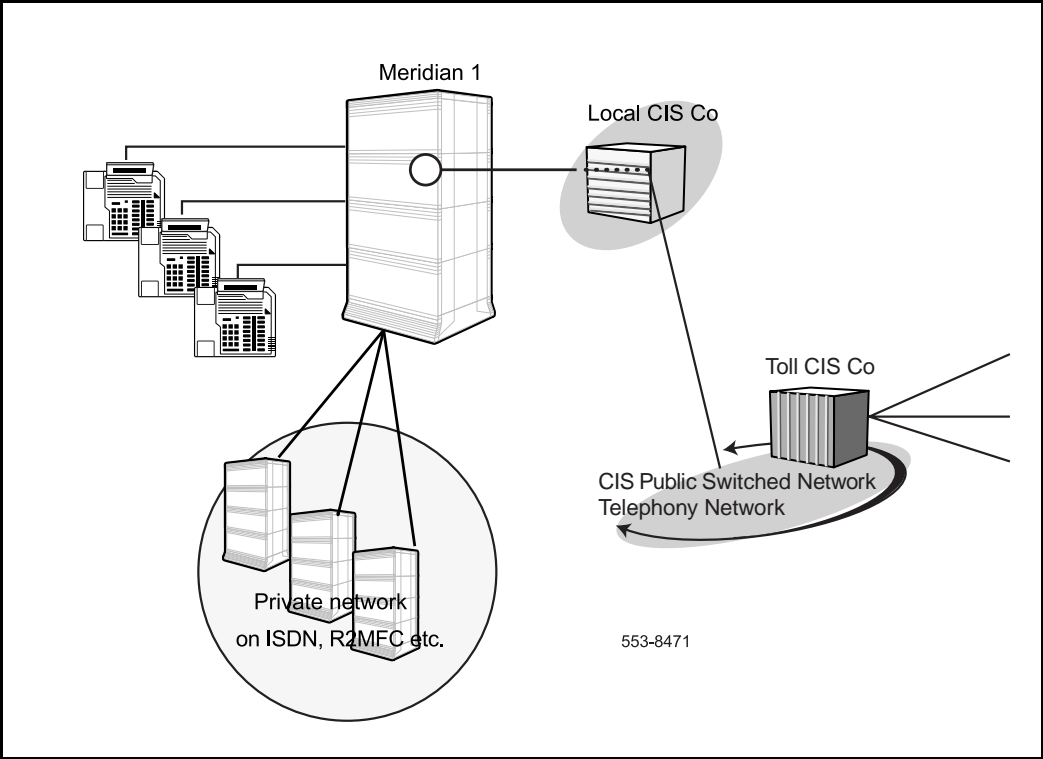 Meridian 1
Local CIS Co
Toll CIS Co
CIS Public Switched Network
Telephony Network
Private network
on ISDN, R2MFC etc.
553-8471